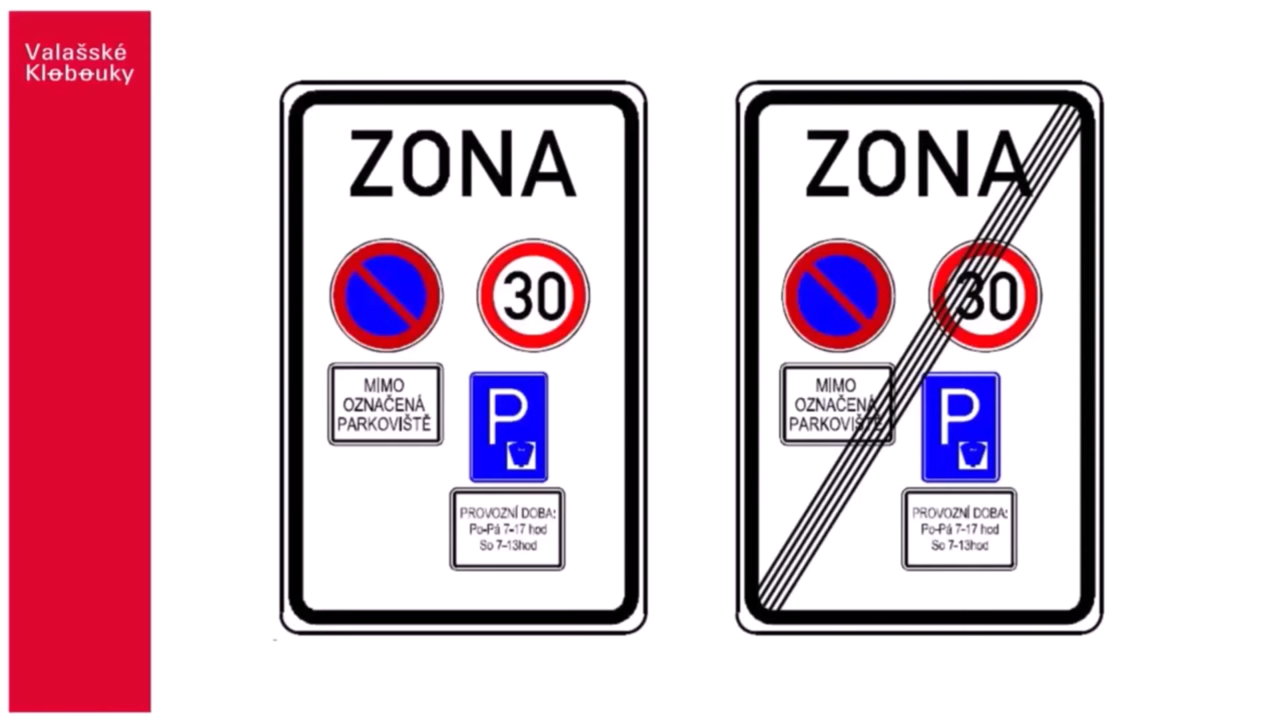 Valašské
Klobouky
ZONA
30
MIMO
OZNAČENÁ
PARKOVIŠTĚ
P
PROVOZNÍ DOBA:
Po-Pá 7-17 hod
So 7-13hod
ZONA
30
MIMO
OZNAČENÁ
PARKOVIŠTĚ
P
PROVOZNÍ DOBA:
Po-Pá 7-17 hod
So 7-13hod